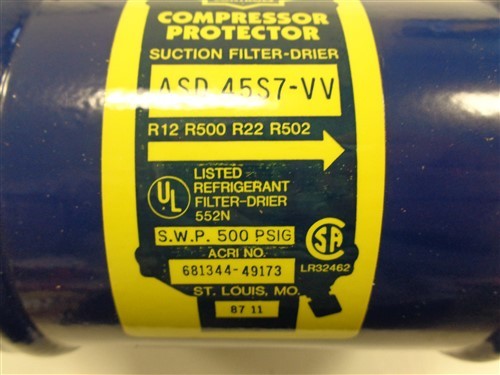 COMPRESSOR
PROTECTOR
SUCTION FILTER-DRIER
ASD 45S7-VV
R12 R500 R22 R502
UL
LISTED
REFRIGERANT
FILTER-DRIER
552N
S.W.P. 500 PSIG
SA
ACRI NO.
LR32462
681344-49173
ST. LOUIS, MO.
87 11